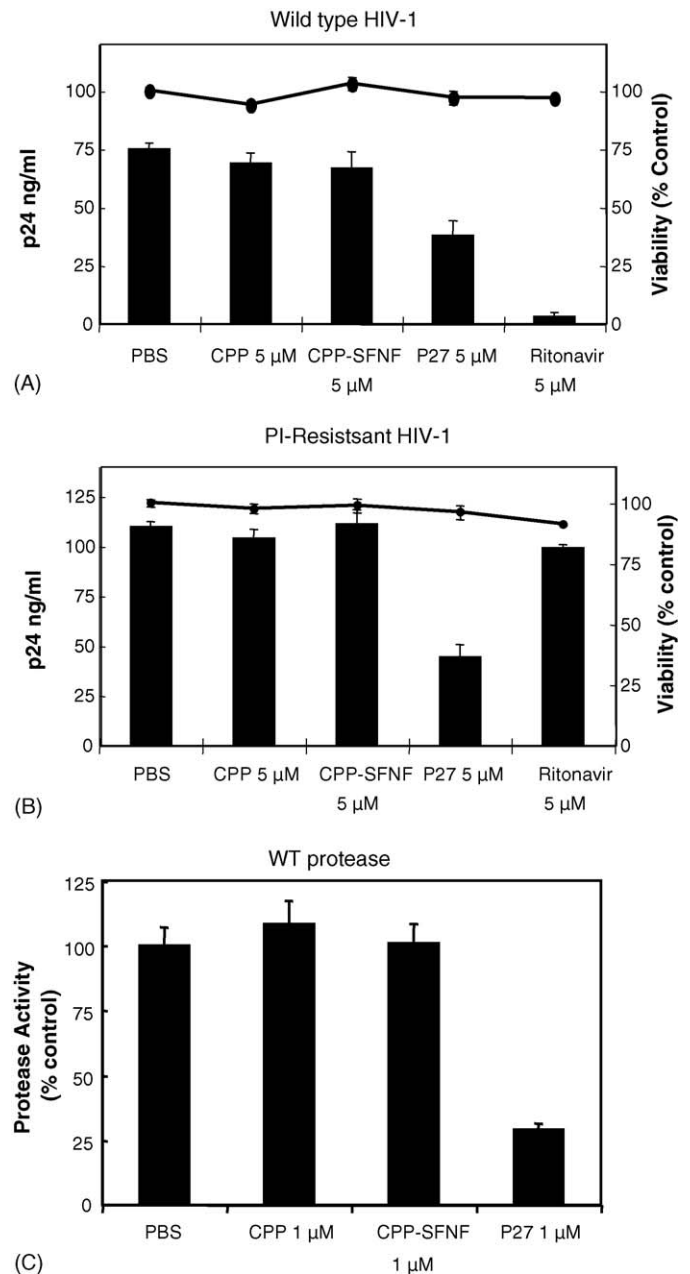 Wild type HIV-1
100
75
50
25
0
p24 ng/ml
100
75
50
25
0
Viability (% Control)
PBS CPP 5 µM CPP-SFNF P27 5 µM Ritonavir
5 µM 5 µM
(A)
PI-Resistsant HIV-1
125
100
75
50
25
0
p24 ng/ml
100
75
50
25
0
Viability (% control)
PBS CPP 5 µM CPP-SFNF P27 5 µM Ritonavir
5 µM 5 µM
(B)
WT protease
125
100
75
50
25
0
Protease Activity
(% control)
PBS CPP 1 µM CPP-SFNF P27 1 µM
1 µM
(C)